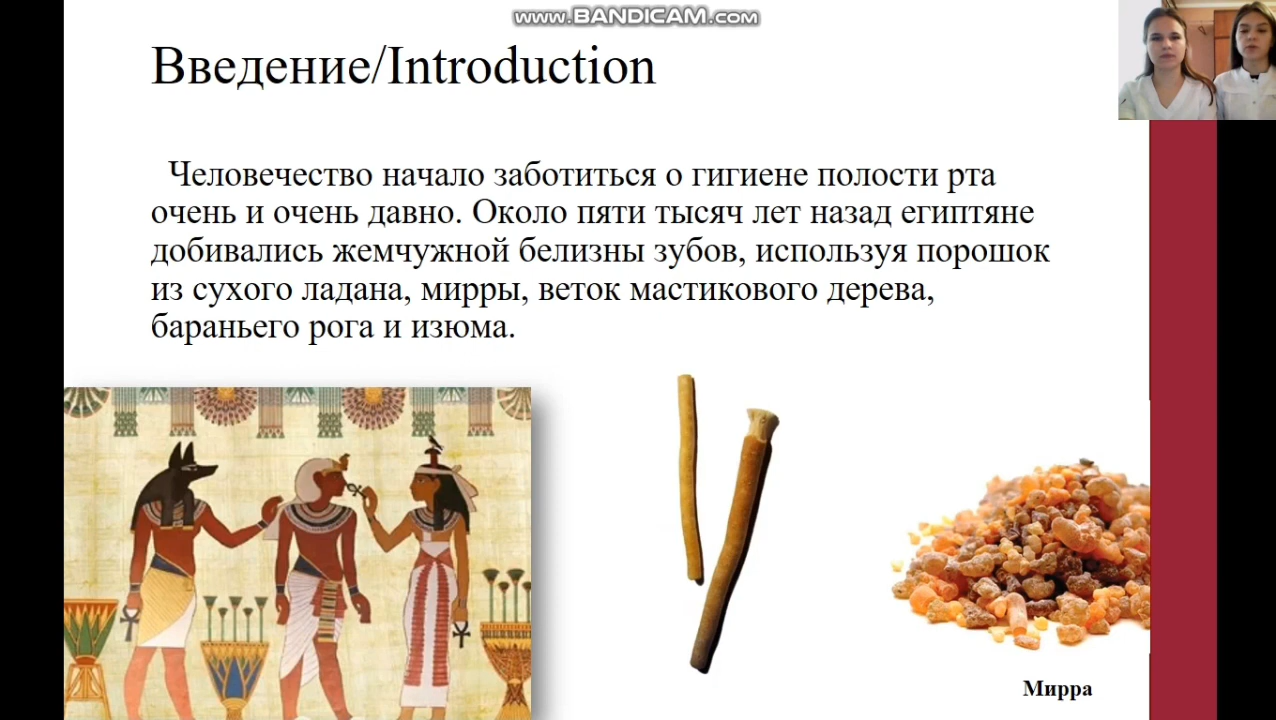 www.BANDICAM.com
Введение/Introduction
Человечество начало заботиться о гигиене полости рта
очень и очень давно. Около пяти тысяч лет назад египтяне
добивались жемчужной белизны зубов, используя порошок
из сухого ладана, мирры, веток мастикового дерева,
бараньего рога и изюма.
Мирра